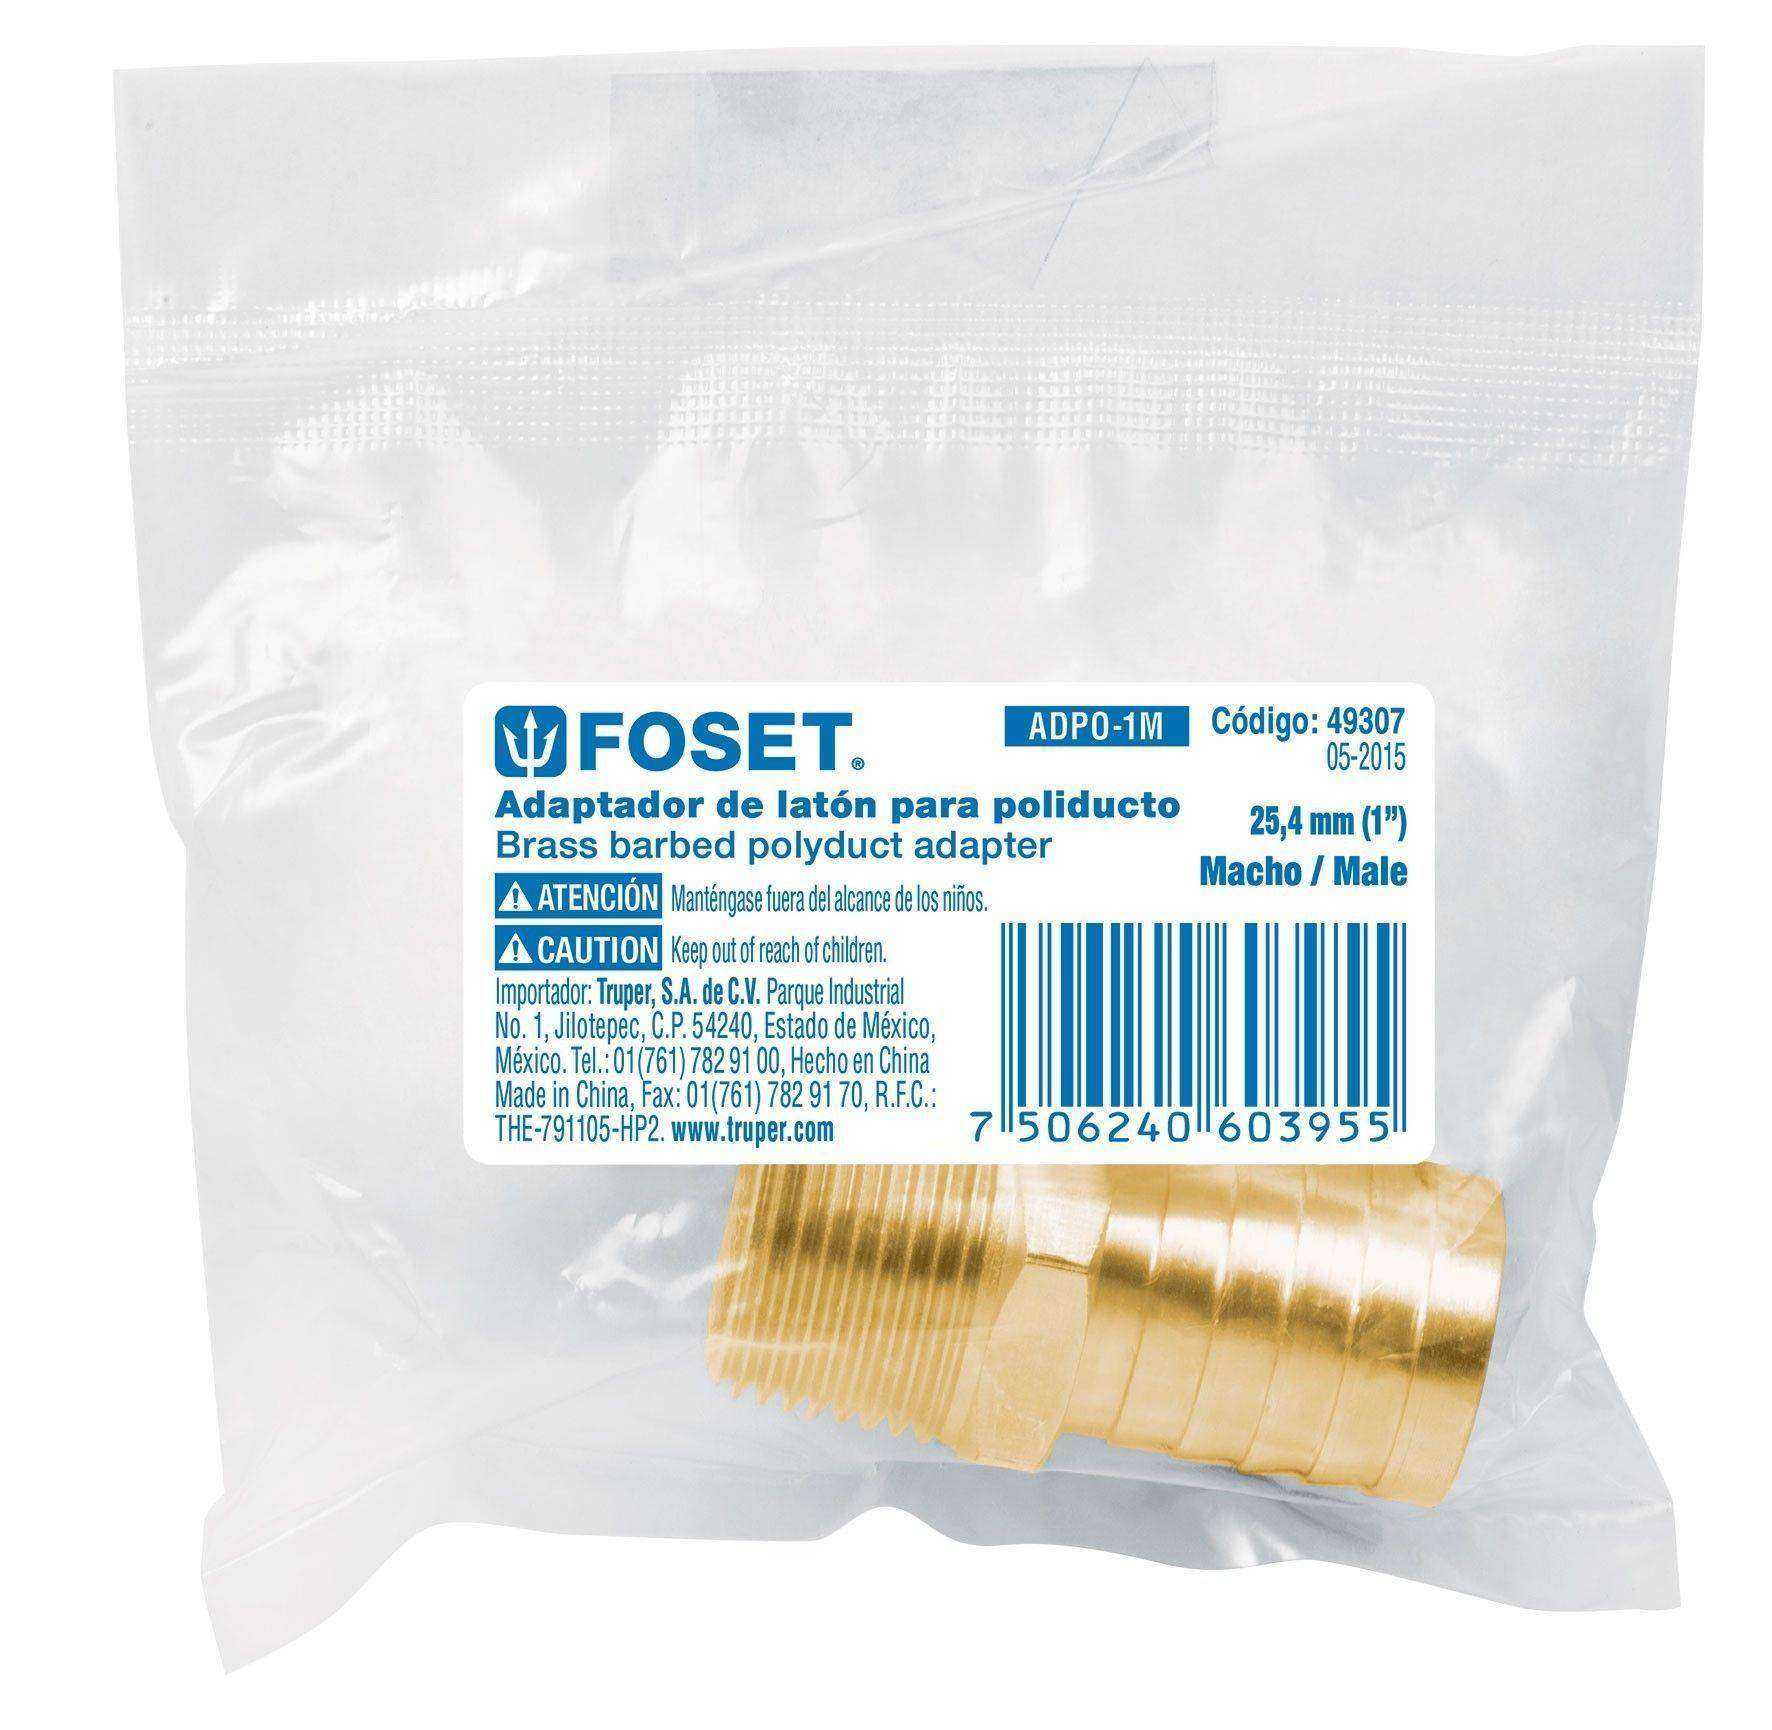 FOSET®
ADPO-1M
Código: 49307
05-2015
Adaptador de latón para poliducto
Brass barbed polyduct adapter
25,4 mm (1")
Macho / Male
ATENCIÓN Manténgase fuera del alcance de los niños.
CAUTION Keep out of reach of children.
Importador: Truper, S.A. de C.V. Parque Industrial
No. 1, Jilotepec, C.P. 54240, Estado de México,
México. Tel.: 01(761) 782 91 00, Hecho en China
Made in China, Fax: 01(761) 782 91 70, R.F.C.:
THE-791105-HP2. www.truper.com
7 506240 603955